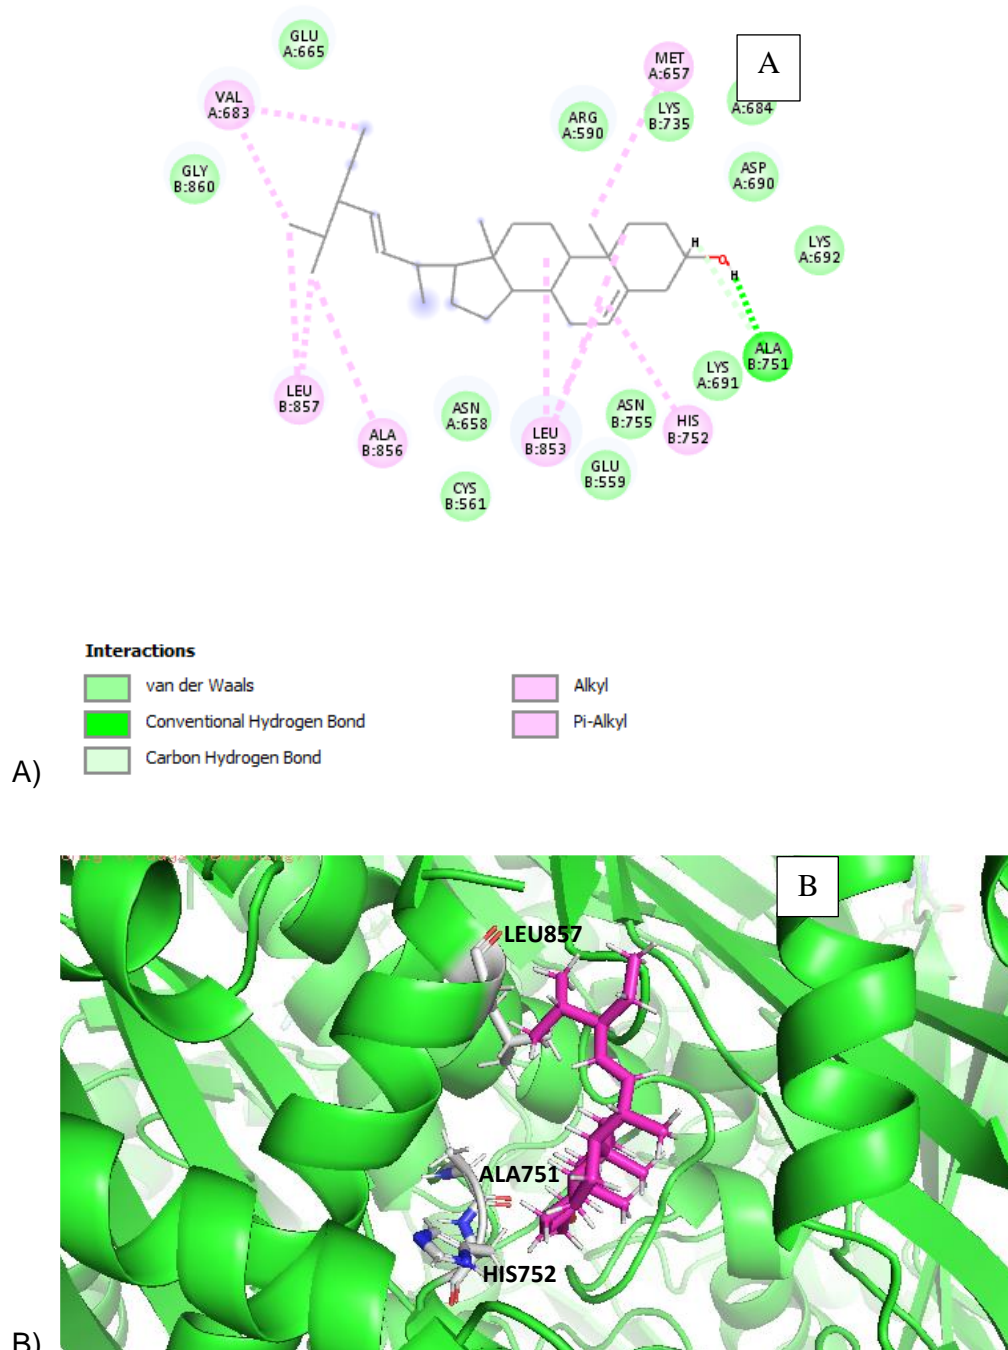 GLU
A:665
MET
A:657
A
VAL
A:683
ARG
A:590
LYS
B:735
A:684
GLY
B:860
ASP
A:690
LYS
A:692
H
O
H
ALA
B:751
LYS
A:691
LEU
B:857
ASN
A:658
ASN
B:755
HIS
B:752
ALA
B:856
LEU
B:853
GLU
B:559
CYS
B:561
Interactions
van der Waals
Conventional Hydrogen Bond
Carbon Hydrogen Bond
Alkyl
Pi-Alkyl
A)
B
LEU857
ALA751
HIS752
B)